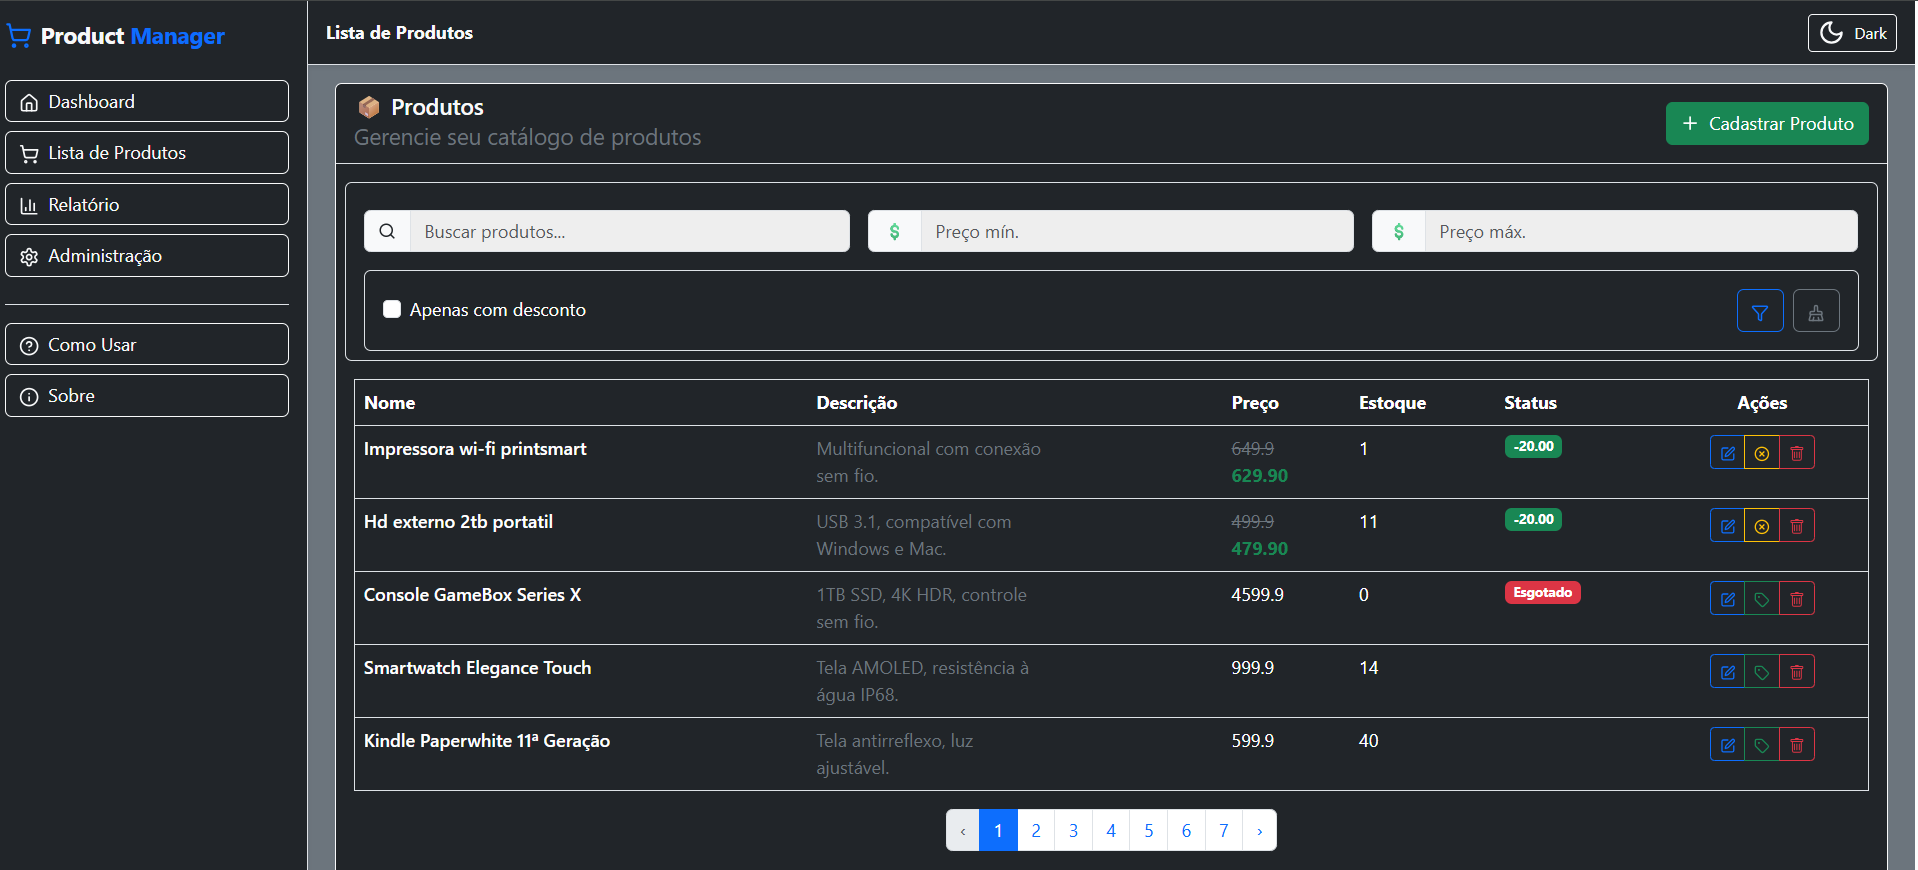 Product Manager
Dashboard
Lista de Produtos
Relatório
Administração
Como Usar
Sobre
Lista de Produtos
Dark
Produtos
Gerencie seu catálogo de produtos
+ Cadastrar Produto
Buscar produtos...
$ Preço mín.
$ Preço máx.
Apenas com desconto
Nome Descrição Preço Estoque Status Ações
Impressora wi-fi printsmart Multifuncional com conexão 649.9 1 -20.00
sem fio. 629.90
Hd externo 2tb portatil USB 3.1, compatível com 499.9 11 -20.00
Windows e Mac. 479.90
Console GameBox Series X 1TB SSD, 4K HDR, controle 4599.9 0 Esgotado
sem fio.
Smartwatch Elegance Touch Tela AMOLED, resistência à 999.9 14
água IP68.
Kindle Paperwhite 11ª Geração Tela antirreflexo, luz 599.9 40
ajustável.
‹ 1 2 3 4 5 6 7 ›